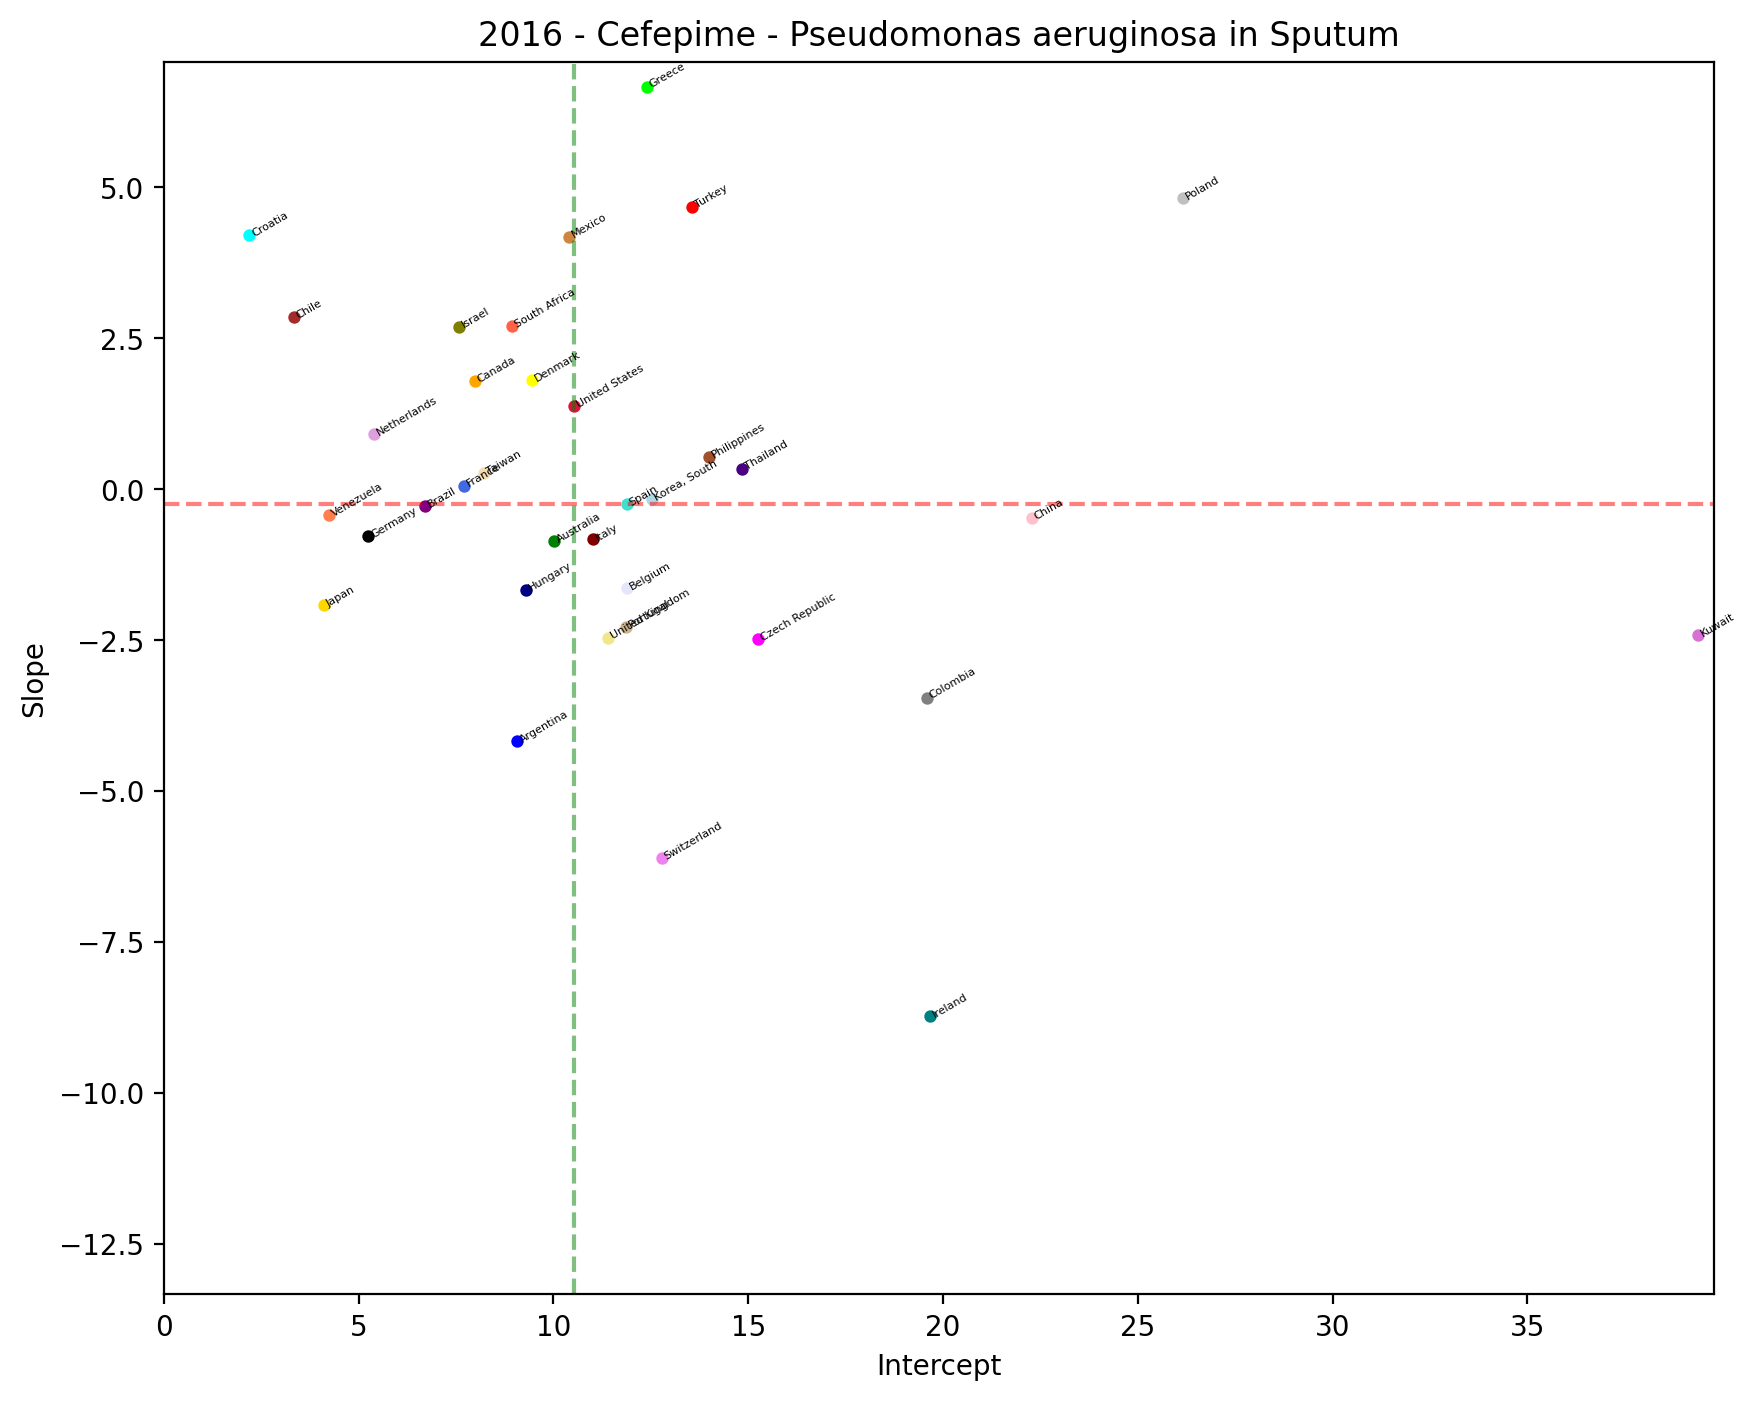 2016 - Cefepime - Pseudomonas aeruginosa in Sputum
Greece
Poland
Turkey
Croatia
Mexico
Chile
Israel
South Africa
Canada
Denmark
United States
Netherlands
Philippines
Thailand
Taiwan
France
Korea, South
Spain
Brazil
Venezuela
China
Germany
Australia
Italy
Belgium
Hungary
Japan
Portugal
United Kingdom
Czech Republic
Kuwait
Colombia
Argentina
Switzerland
Ireland
5.0
2.5
0.0
−2.5
−5.0
−7.5
−10.0
−12.5
Slope
0 5 10 15 20 25 30 35
Intercept